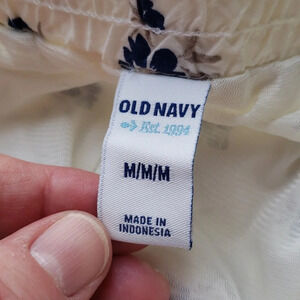 OLD NAVY
Est. 1994
M/M/M
MADE IN
INDONESIA